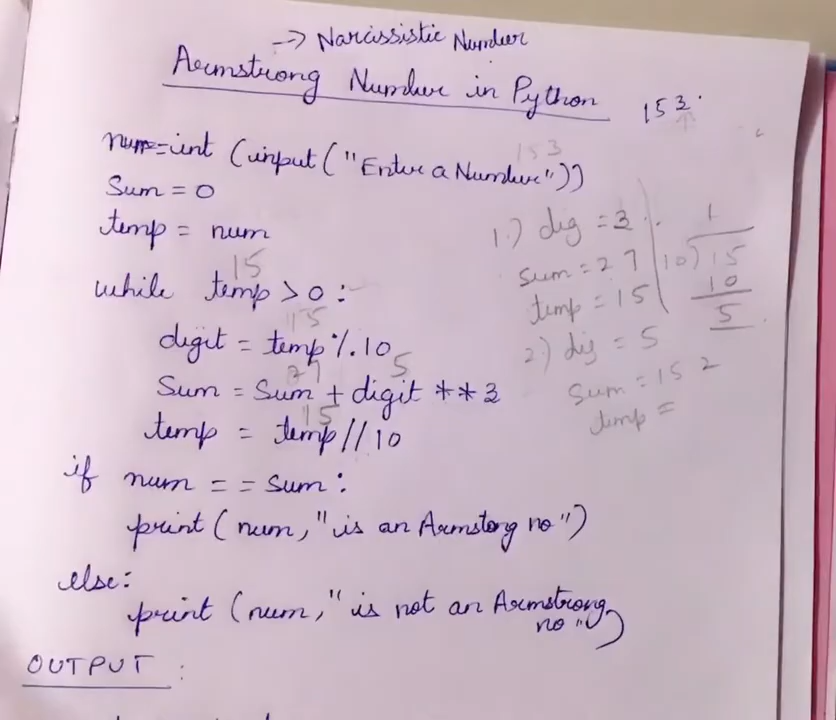 → Narcissistic Number
Armstrong Number in Python
153.
num=int (input("Enter a Number"))
153
Sum = 0
temp = num
15
while temp > 0 :
15
digit = temp % 10
27 5
Sum = Sum + digit ** 3
15
temp = temp // 10
if num == sum :
print ( num, "is an Armstong no")
else:
print (num, "is not an Armstrong
no")
OUTPUT :
1.) dig = 3
sum = 27
temp = 15
2.) dig = 5
sum = 152
temp =
1
10)15
10
5